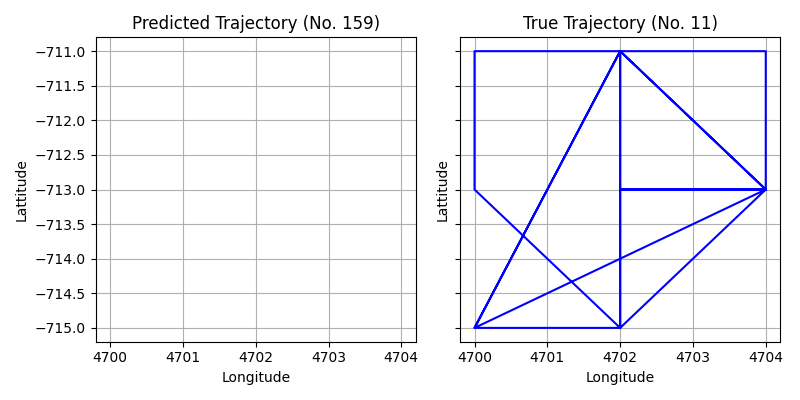 Predicted Trajectory (No. 159)
Lattitude
−711.0
−711.5
−712.0
−712.5
−713.0
−713.5
−714.0
−714.5
−715.0
4700 4701 4702 4703 4704
Longitude
True Trajectory (No. 11)
Lattitude
4700 4701 4702 4703 4704
Longitude